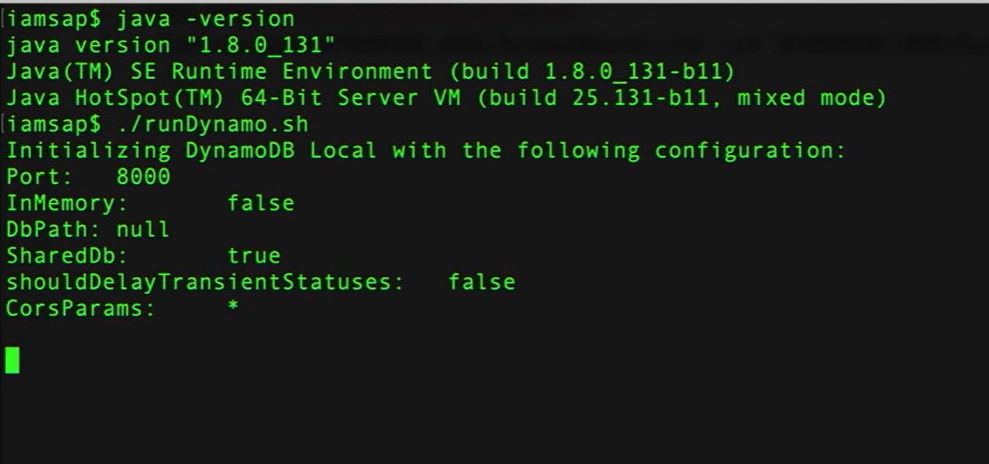 iamsap$ java -version
java version "1.8.0_131"
Java(TM) SE Runtime Environment (build 1.8.0_131-b11)
Java HotSpot(TM) 64-Bit Server VM (build 25.131-b11, mixed mode)
iamsap$ ./runDynamo.sh
Initializing DynamoDB Local with the following configuration:
Port: 8000
InMemory: false
DbPath: null
SharedDb: true
shouldDelayTransientStatuses: false
CorsParams: *